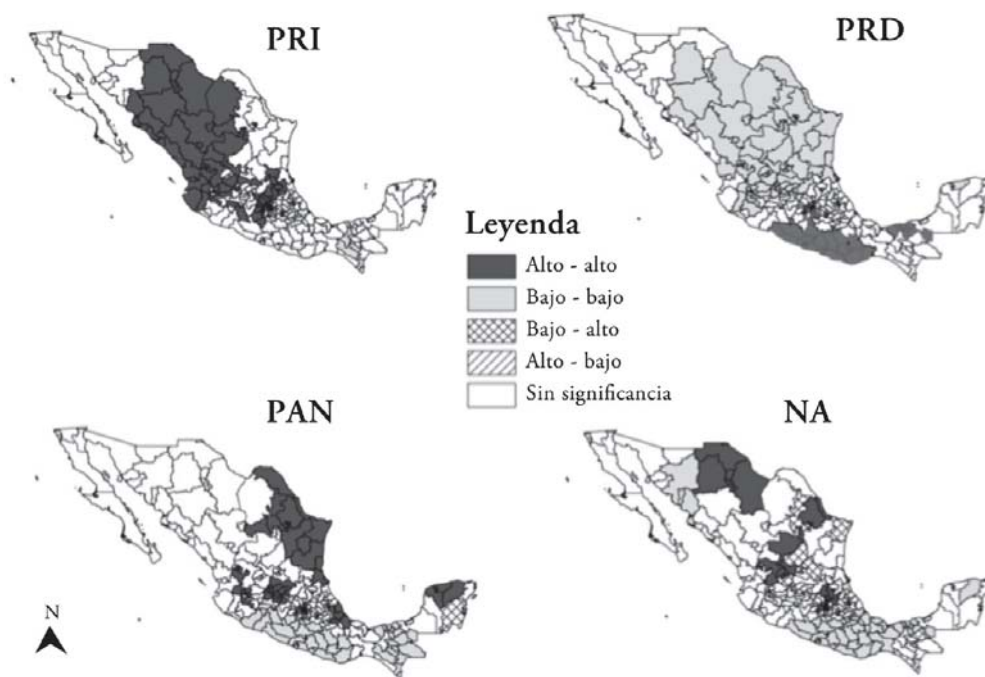 PRI
PRD
Leyenda
Alto - alto
Bajo - bajo
Bajo - alto
Alto - bajo
Sin significancia
PAN
NA
N